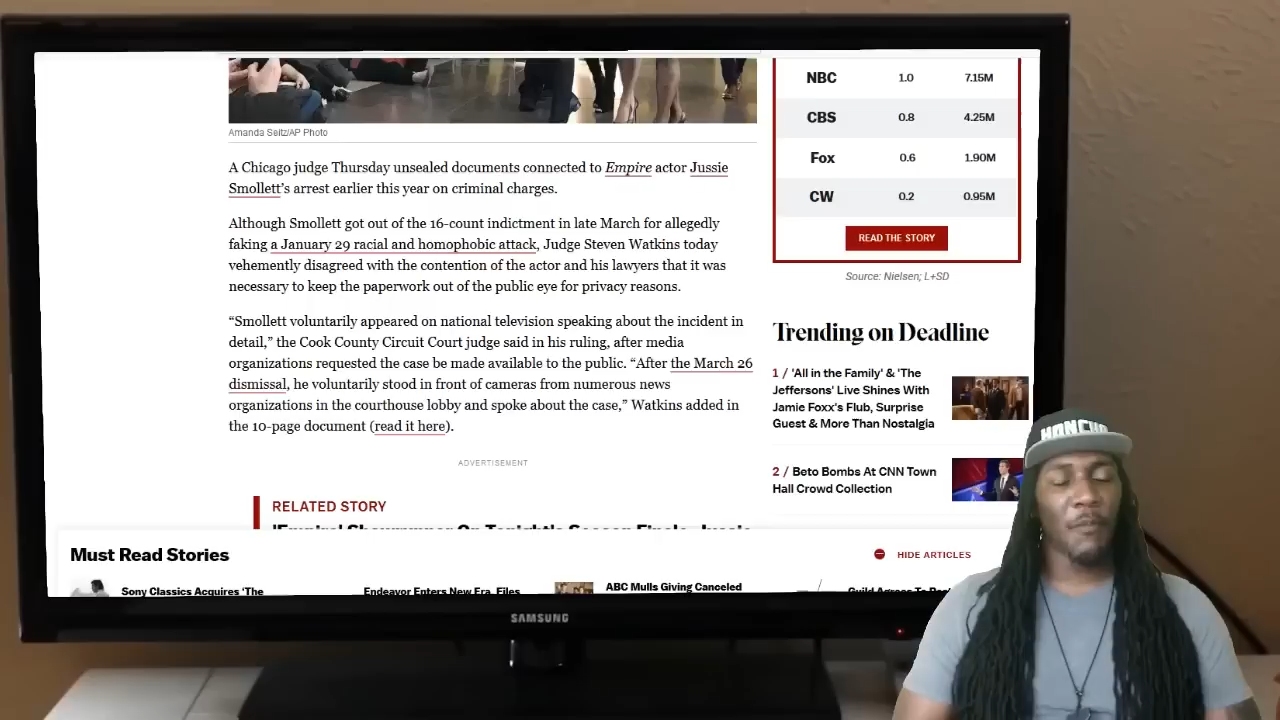 Amanda Seitz/AP Photo
A Chicago judge Thursday unsealed documents connected to Empire actor Jussie
Smollett's arrest earlier this year on criminal charges.
Although Smollett got out of the 16-count indictment in late March for allegedly
faking a January 29 racial and homophobic attack, Judge Steven Watkins today
vehemently disagreed with the contention of the actor and his lawyers that it was
necessary to keep the paperwork out of the public eye for privacy reasons.
“Smollett voluntarily appeared on national television speaking about the incident in
detail,” the Cook County Circuit Court judge said in his ruling, after media
organizations requested the case be made available to the public. “After the March 26
dismissal, he voluntarily stood in front of cameras from numerous news
organizations in the courthouse lobby and spoke about the case,” Watkins added in
the 10-page document (read it here).
ADVERTISEMENT
RELATED STORY
'Empire' Showrunner On Tonight's Season Finale,
NBC 1.0 7.15M
CBS 0.8 4.25M
Fox 0.6 1.90M
CW 0.2 0.95M
READ THE STORY
Source: Nielsen; L+SD
Trending on Deadline
1 / 'All in the Family' & 'The
Jeffersons' Live Shines With
Jamie Foxx's Flub, Surprise
Guest & More Than Nostalgia
2 / Beto Bombs At CNN Town
Hall Crowd Collection
Must Read Stories
HIDE ARTICLES
Sony Classics Acquires 'The
Endeavor Enters New Era, Files
ABC Mulls Giving Canceled
Guild Agrees To
SAMSUNG
HONCHO